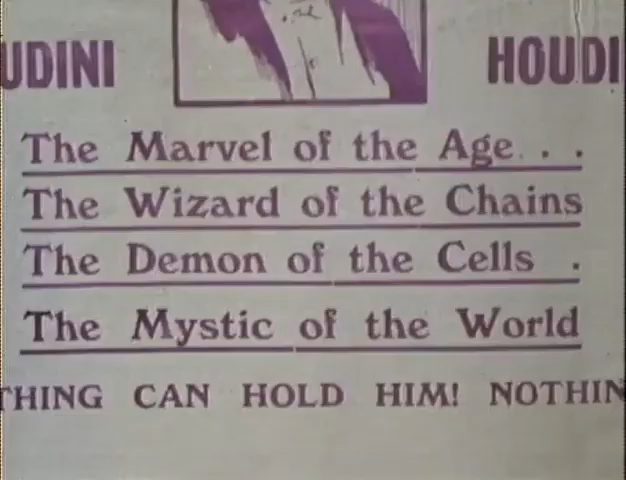 UDINI HOUDI
The Marvel of the Age. . .
The Wizard of the Chains
The Demon of the Cells .
The Mystic of the World
THING CAN HOLD HIM! NOTHIN